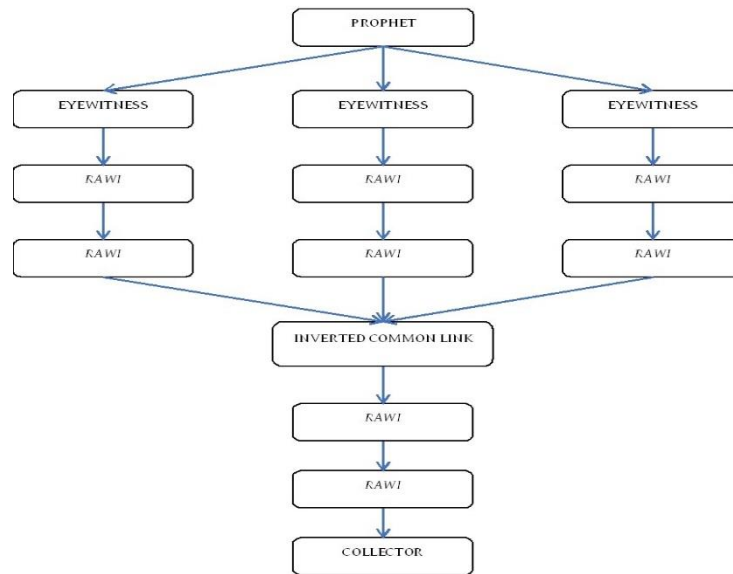 PROPHET
EYEWITNESS EYEWITNESS EYEWITNESS
RAWI RAWI RAWI
RAWI RAWI RAWI
INVERTED COMMON LINK
RAWI
RAWI
COLLECTOR